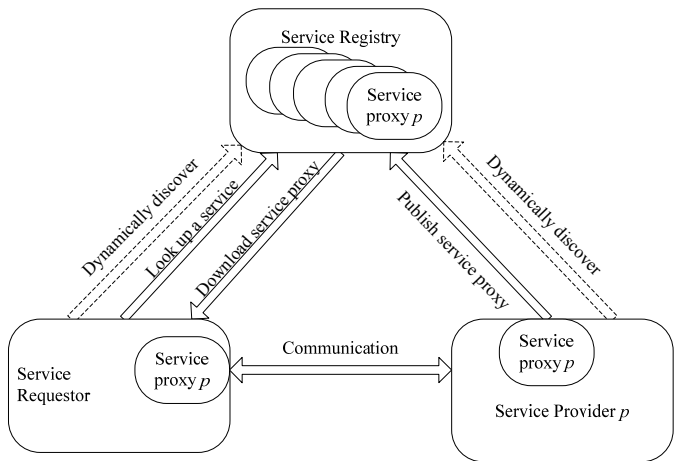 Service Registry
Service
proxy p
Dynamically discover
Look up a service
Download service proxy
Publish service proxy
Dynamically discover
Service
Requestor
Service
proxy p
Communication
Service
proxy p
Service Provider p